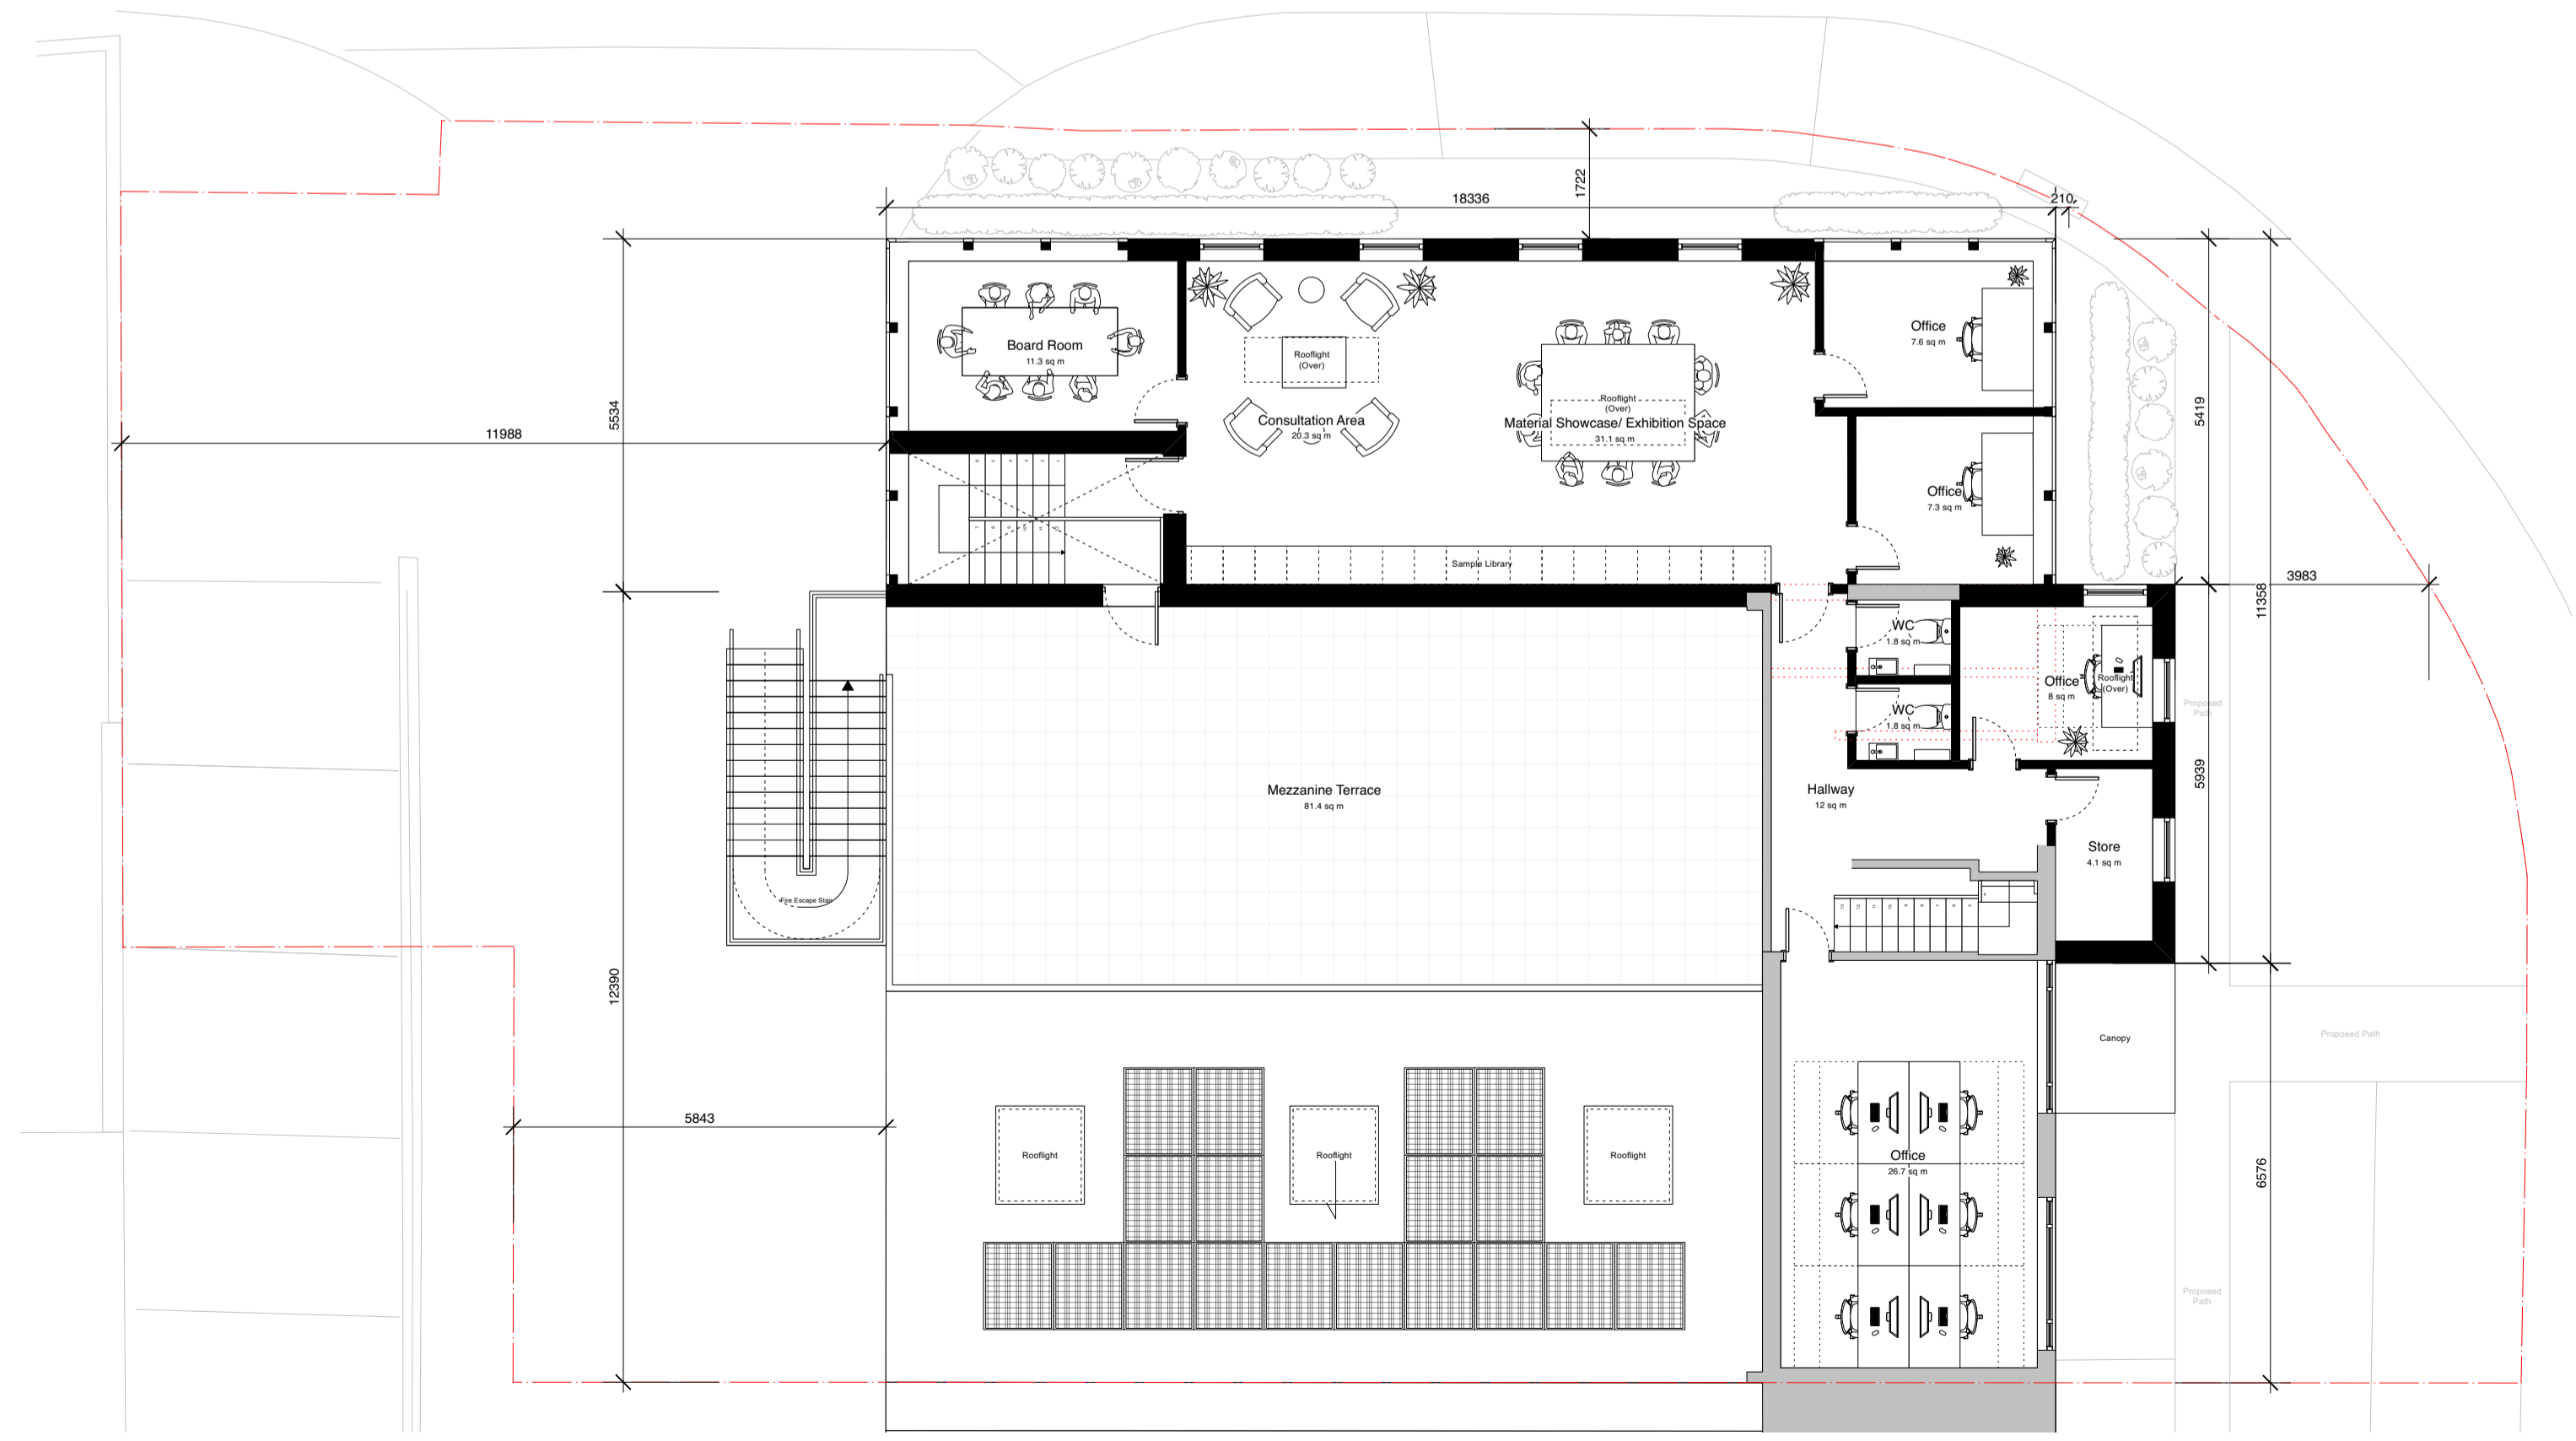 1722
18336
210
Board Room
11.3 sq m
Rooflight
(Over)
Consultation Area
20.3 sq m
Rooflight
(Over)
Material Showcase/ Exhibition Space
31.1 sq m
Office
7.6 sq m
Office
7.3 sq m
5534
11988
5419
11358
3983
Sample Library
WC
1.8 sq m
WC
1.8 sq m
Office
8 sq m
Rooflight
(Over)
Proposed
Path
5939
Mezzanine Terrace
81.4 sq m
Hallway
12 sq m
Store
4.1 sq m
Fire Escape Stair
12390
Canopy
Proposed Path
5843
Rooflight
Rooflight
Rooflight
Office
26.7 sq m
6576
Proposed
Path